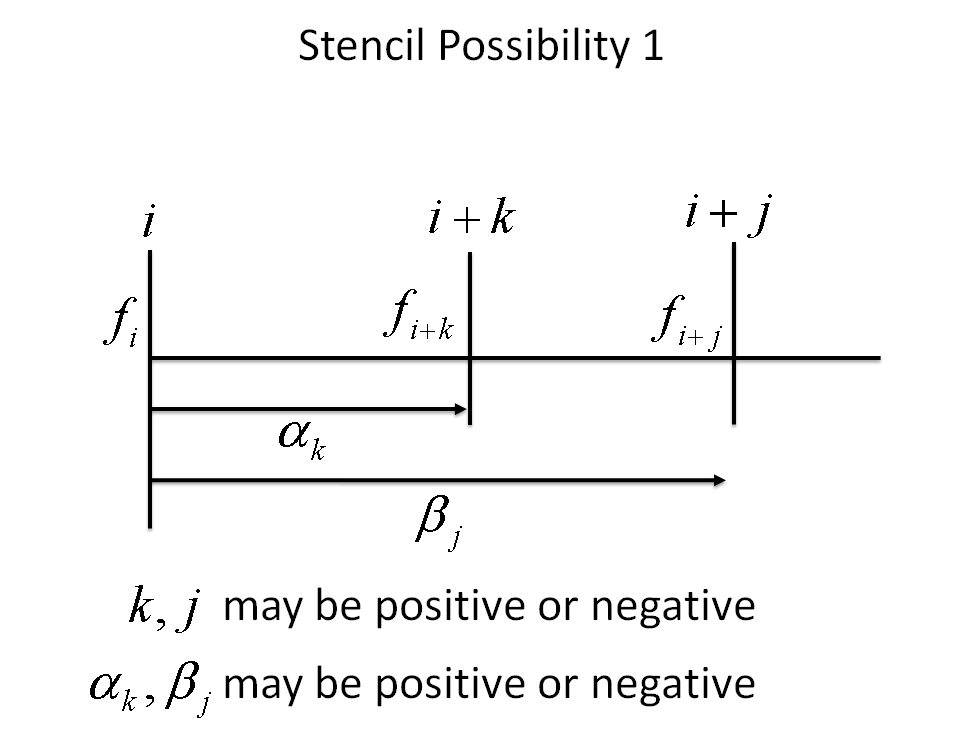 Stencil Possibility 1
i
i + k
i + j
f_i
f_{i+k}
f_{i+j}
α_k
β_j
k, j may be positive or negative
α_k, β_j may be positive or negative